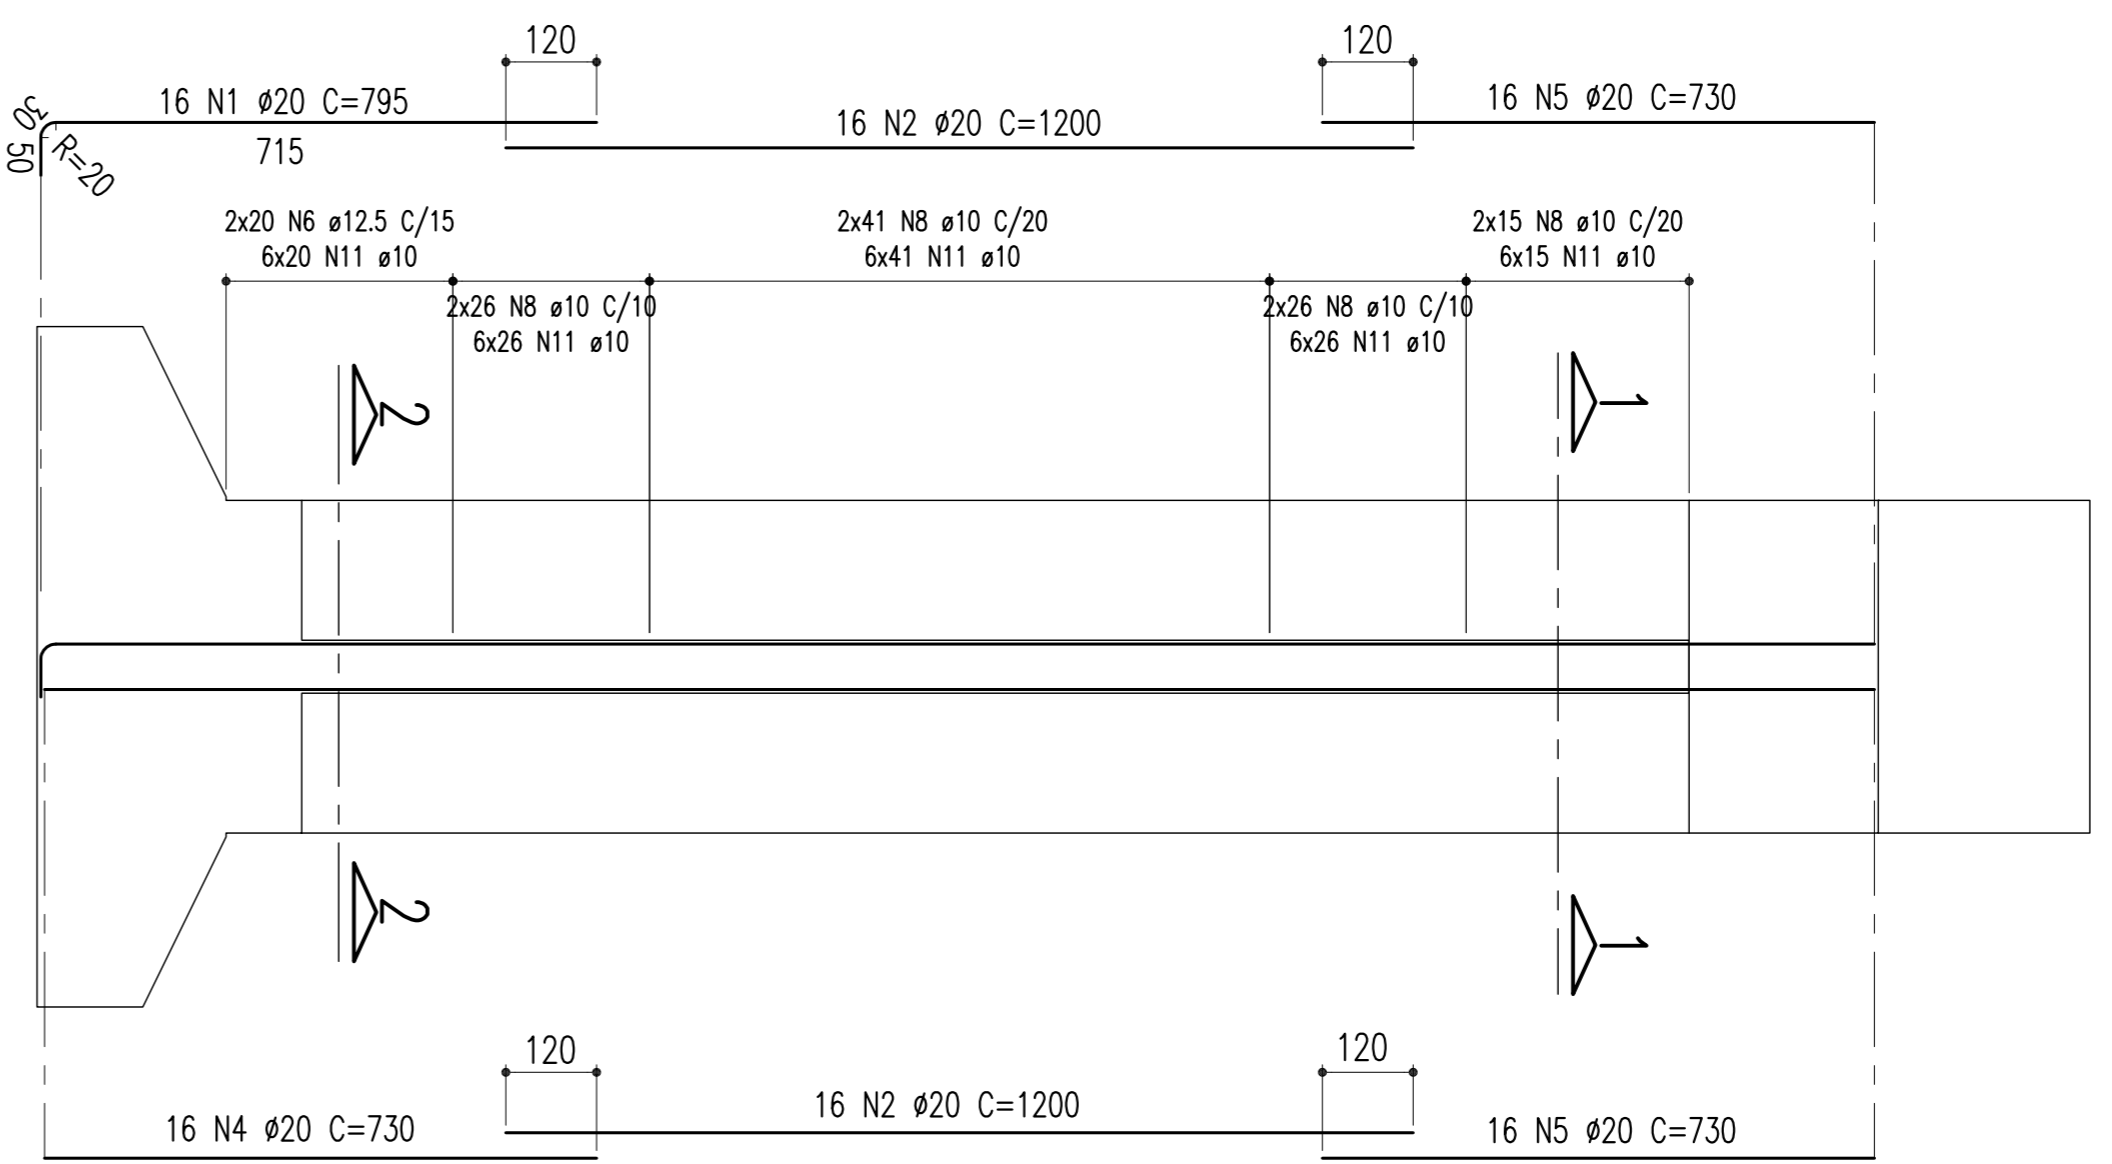 120
120
16 N1 Ø20 C=795
16 N2 Ø20 C=1200
16 N5 Ø20 C=730
30
50
R=20
715
2x20 N6 ø12.5 C/15
6x20 N11 ø10
2x41 N8 ø10 C/20
6x41 N11 ø10
2x15 N8 ø10 C/20
6x15 N11 ø10
2x26 N8 ø10 C/10
6x26 N11 ø10
2x26 N8 ø10 C/10
6x26 N11 ø10
2
1
2
1
120
120
16 N4 Ø20 C=730
16 N2 Ø20 C=1200
16 N5 Ø20 C=730